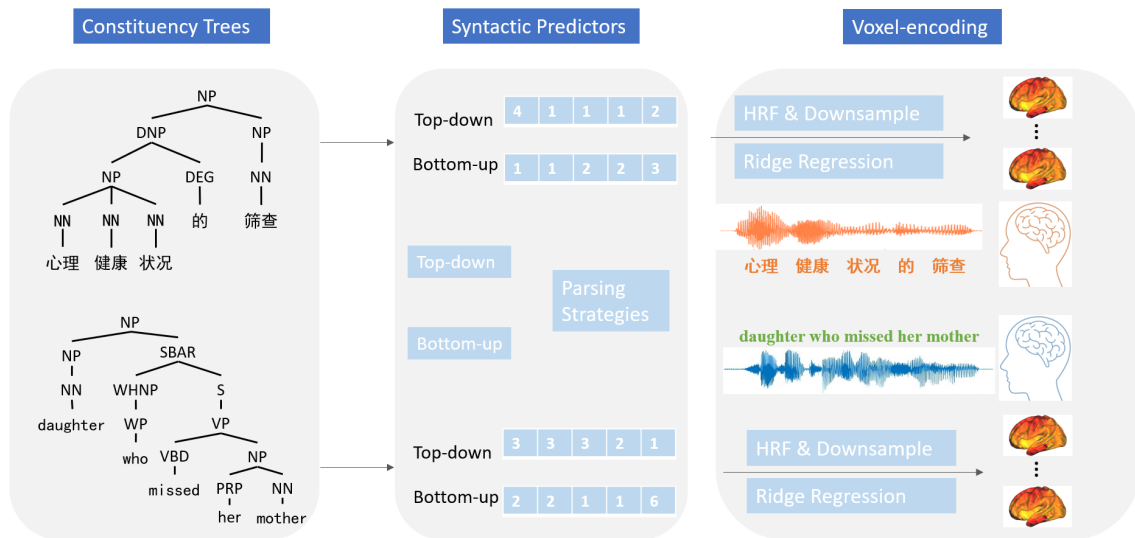 Constituency Trees
Syntactic Predictors
Voxel-encoding
NP
DNP NP
NP DEG NN
NN NN NN 的 筛查
心理 健康 状况
NP
NP SBAR
NN WHNP S
daughter WP VP
who VBD NP
missed PRP NN
her mother
Top-down 4 1 1 1 2
Bottom-up 1 1 2 2 3
Top-down
Parsing
Strategies
Bottom-up
Top-down 3 3 3 2 1
Bottom-up 2 2 1 1 6
HRF & Downsample
Ridge Regression
心理 健康 状况 的 筛查
daughter who missed her mother
HRF & Downsample
Ridge Regression